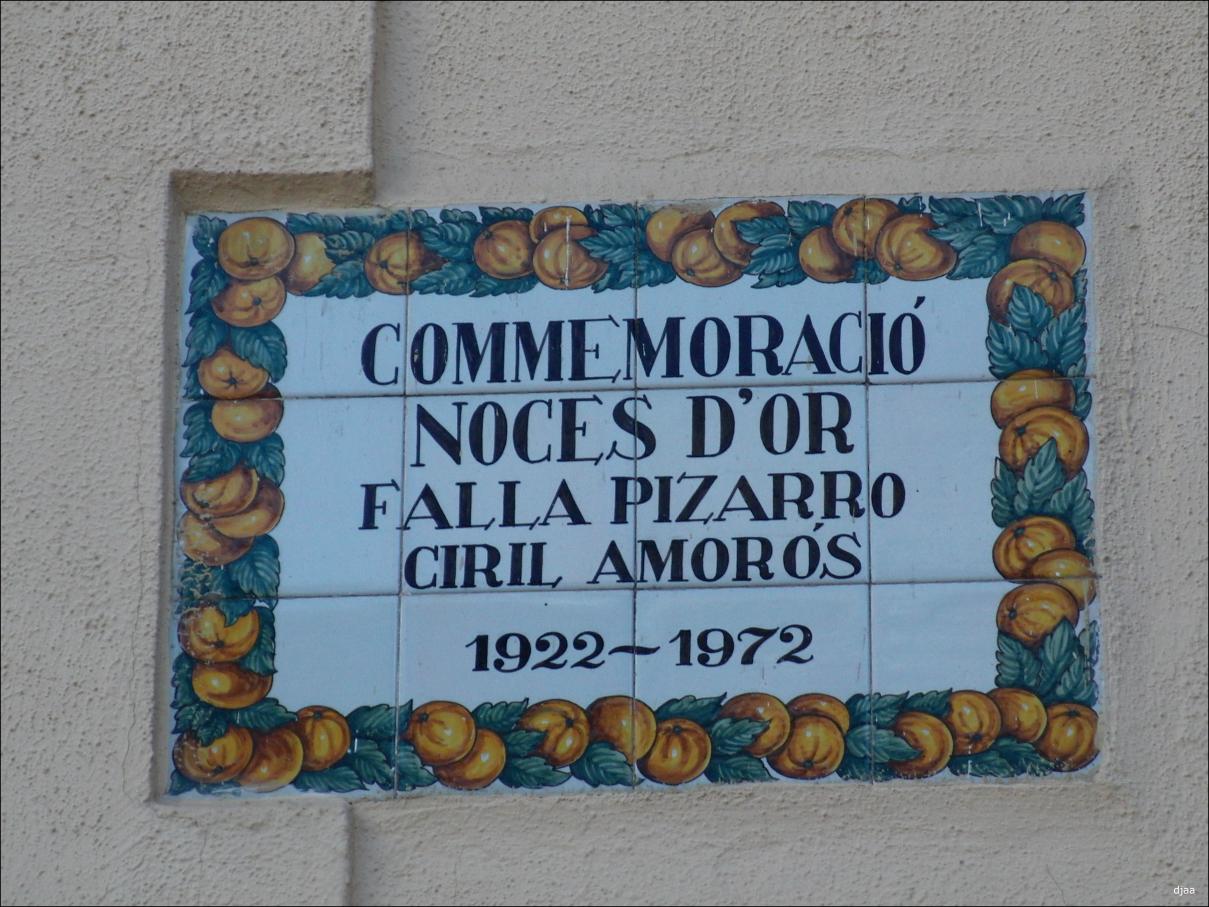 COMMEMORACIÓ
NOCES D'OR
FALLA PIZARRO
CIRIL AMORÓS
1922-1972
djaa